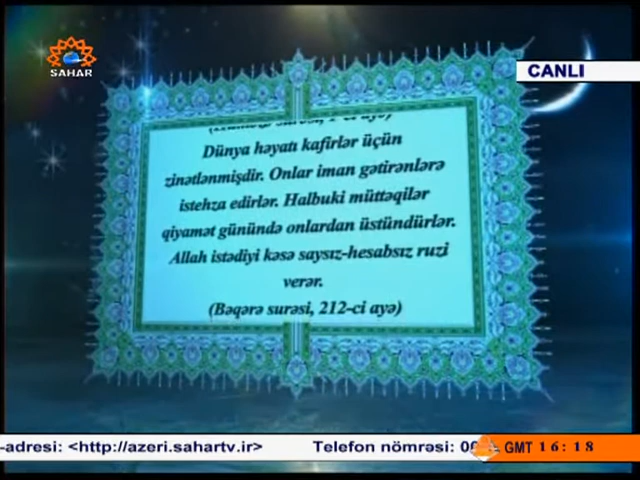 SAHAR
CANLI
Dünya həyatı kafirlər üçün
zinətlənmişdir. Onlar iman gətirənlərə
istehza edirlər. Halbuki müttəqilər
qiyamət günündə onlardan üstündürlər.
Allah istədiyi kəsə saysız-hesabsız ruzi
verər.
(Bəqərə surəsi, 212-ci ayə)
-adresi: <http://azeri.sahartv.ir> Telefon nömrəsi: GMT 16:18